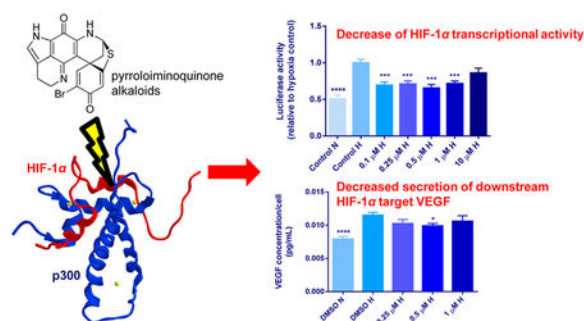 O
H
N
HN
S
N
Br
O
pyrroloiminoquinone
alkaloids
HIF-1α
p300
Decrease of HIF-1α transcriptional activity
Luciferase activity
(relative to hypoxia control)
1.5
1.0
0.5
0.0
****
***
***
***
***
Control N
Control H
0.1 µM H
0.25 µM H
0.5 µM H
1 µM H
10 µM H
Decreased secretion of downstream
HIF-1α target VEGF
VEGF concentration/cell
(pg/mL)
0.015
0.010
0.005
0.000
****
*
DMSO N
DMSO H
0.25 µM H
0.5 µM H
1 µM H